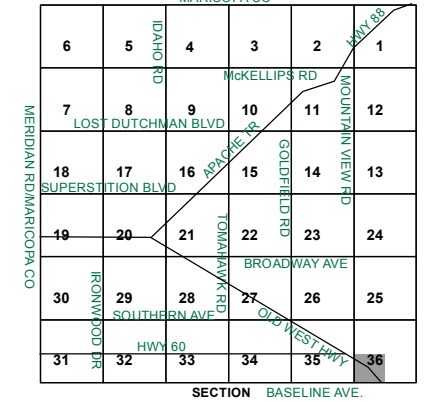 MARICOPA CO
6 5 4 3 2 1
IDAHO RD
HWY 88
McKELLIPS RD
7 8 9 10 11 12
LOST DUTCHMAN BLVD
MERIDIAN RD/MARICOPA CO
APACHE TR
GOLDFIELD RD
MOUNTAIN VIEW RD
18 17 16 15 14 13
SUPERSTITION BLVD
19 20 21 22 23 24
TOMAHAWK RD
BROADWAY AVE
IRONWOOD DR
30 29 28 27 26 25
SOUTHERN AVE
OLD WEST HWY
HWY 60
31 32 33 34 35 36
SECTION BASELINE AVE.